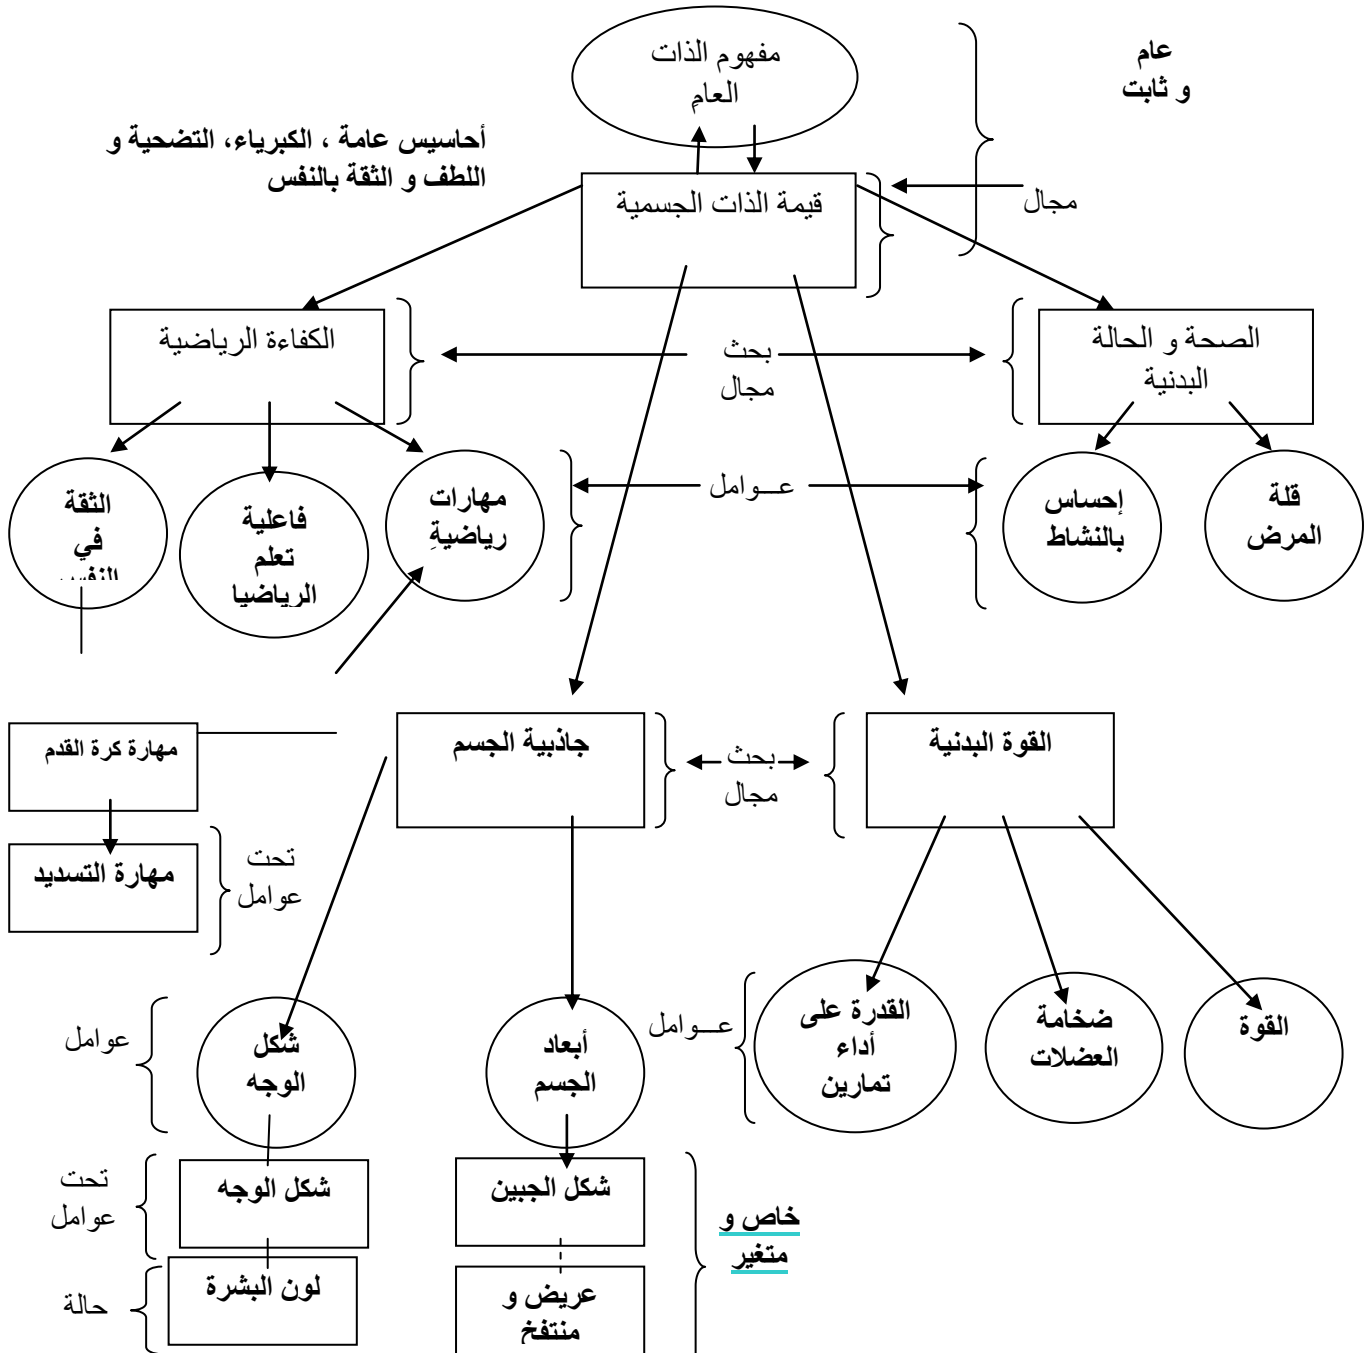 مفهوم الذات
العامِ
عام
و ثابت
أحاسيس عامة ، الكبرياء، التضحية و
اللطف و الثقة بالنفس
قيمة الذات الجسمية
مجال
الصحة و الحالة
البدنية
بحث
مجال
الكفاءة الرياضية
قلة
المرض
إحساس
بالنشاط
عـــوامل
مهارات
رياضيةِ
فاعلية
تعلم
الرياضيا
الثقة
في
النفس
القوة البدنية
بحث
مجال
جاذبية الجسم
مهارة كرة القدم
مهارة التسديد
تحت
عوامل
القوة
ضخامة
العضلات
القدرة على
أداء
تمارين
عـــوامل
أبعاد
الجسم
شكل
الوجه
عوامل
خاص و
متغير
شكل الجبين
شكل الوجه
تحت
عوامل
عريض و
منتفخ
لون البشرة
حالة